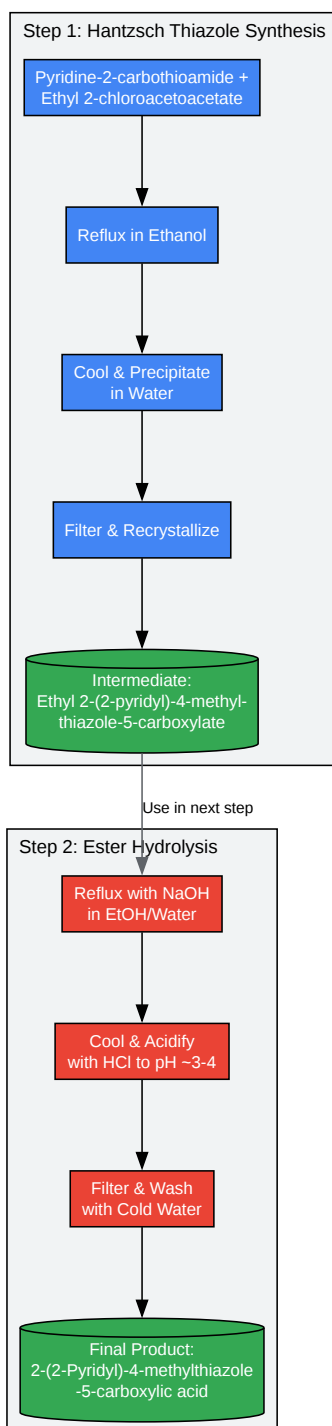 Step 1: Hantzsch Thiazole Synthesis
Pyridine-2-carbothioamide +
Ethyl 2-chloroacetoacetate
Reflux in Ethanol
Cool & Precipitate
in Water
Filter & Recrystallize
Intermediate:
Ethyl 2-(2-pyridyl)-4-methyl-
thiazole-5-carboxylate
Use in next step
Step 2: Ester Hydrolysis
Reflux with NaOH
in EtOH/Water
Cool & Acidify
with HCl to pH ~3-4
Filter & Wash
with Cold Water
Final Product:
2-(2-Pyridyl)-4-methylthiazole
-5-carboxylic acid